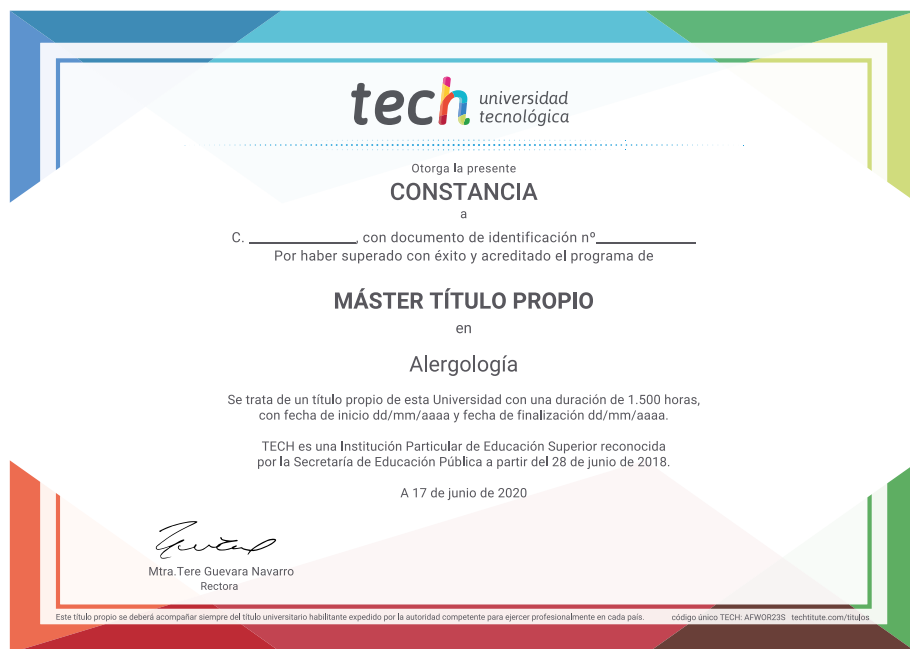 tech universidad
tecnológica
Otorga la presente
CONSTANCIA
a
C. ____________, con documento de identificación nº____________
Por haber superado con éxito y acreditado el programa de
MÁSTER TÍTULO PROPIO
en
Alergología
Se trata de un título propio de esta Universidad con una duración de 1.500 horas,
con fecha de inicio dd/mm/aaaa y fecha de finalización dd/mm/aaaa.
TECH es una Institución Particular de Educación Superior reconocida
por la Secretaría de Educación Pública a partir del 28 de junio de 2018.
A 17 de junio de 2020
Mtra.Tere Guevara Navarro
Rectora
Este título propio se deberá acompañar siempre del título universitario habilitante expedido por la autoridad competente para ejercer profesionalmente en cada país. código único TECH: AFWOR23S techtitute.com/titulos